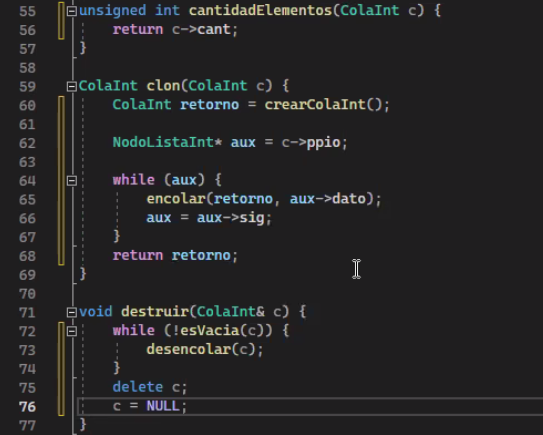 55 unsigned int cantidadElementos(ColaInt c) {
56 return c->cant;
57 }
58
59 ColaInt clon(ColaInt c) {
60 ColaInt retorno = crearColaInt();
61
62 NodoListaInt* aux = c->ppio;
63
64 while (aux) {
65 encolar(retorno, aux->dato);
66 aux = aux->sig;
67 }
68 return retorno;
69 }
70
71 void destruir(ColaInt& c) {
72 while (!esVacia(c)) {
73 desencolar(c);
74 }
75 delete c;
76 c = NULL;
77 }